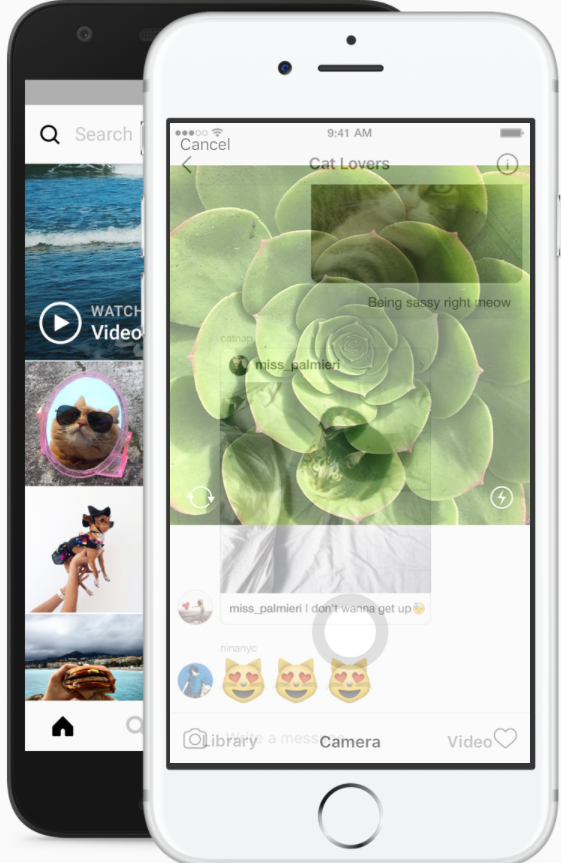 Search
WATCH
Video
9:41 AM
Cancel
Cat Lovers
Being sassy right meow
catnap
miss_palmieri
miss_palmieri I don't wanna get up
ninanyc
Write a message...
Library
Camera
Video